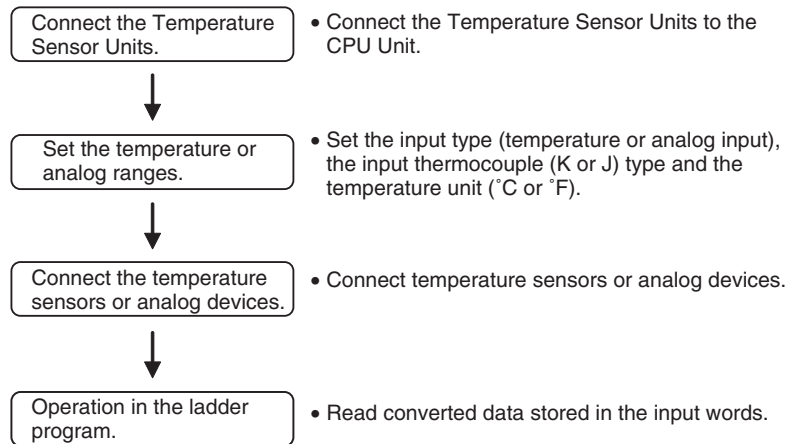 Connect the Temperature
Sensor Units.
• Connect the Temperature Sensor Units to the
CPU Unit.
Set the temperature or
analog ranges.
• Set the input type (temperature or analog input),
the input thermocouple (K or J) type and the
temperature unit (˚C or ˚F).
Connect the temperature
sensors or analog devices.
• Connect temperature sensors or analog devices.
Operation in the ladder
program.
• Read converted data stored in the input words.